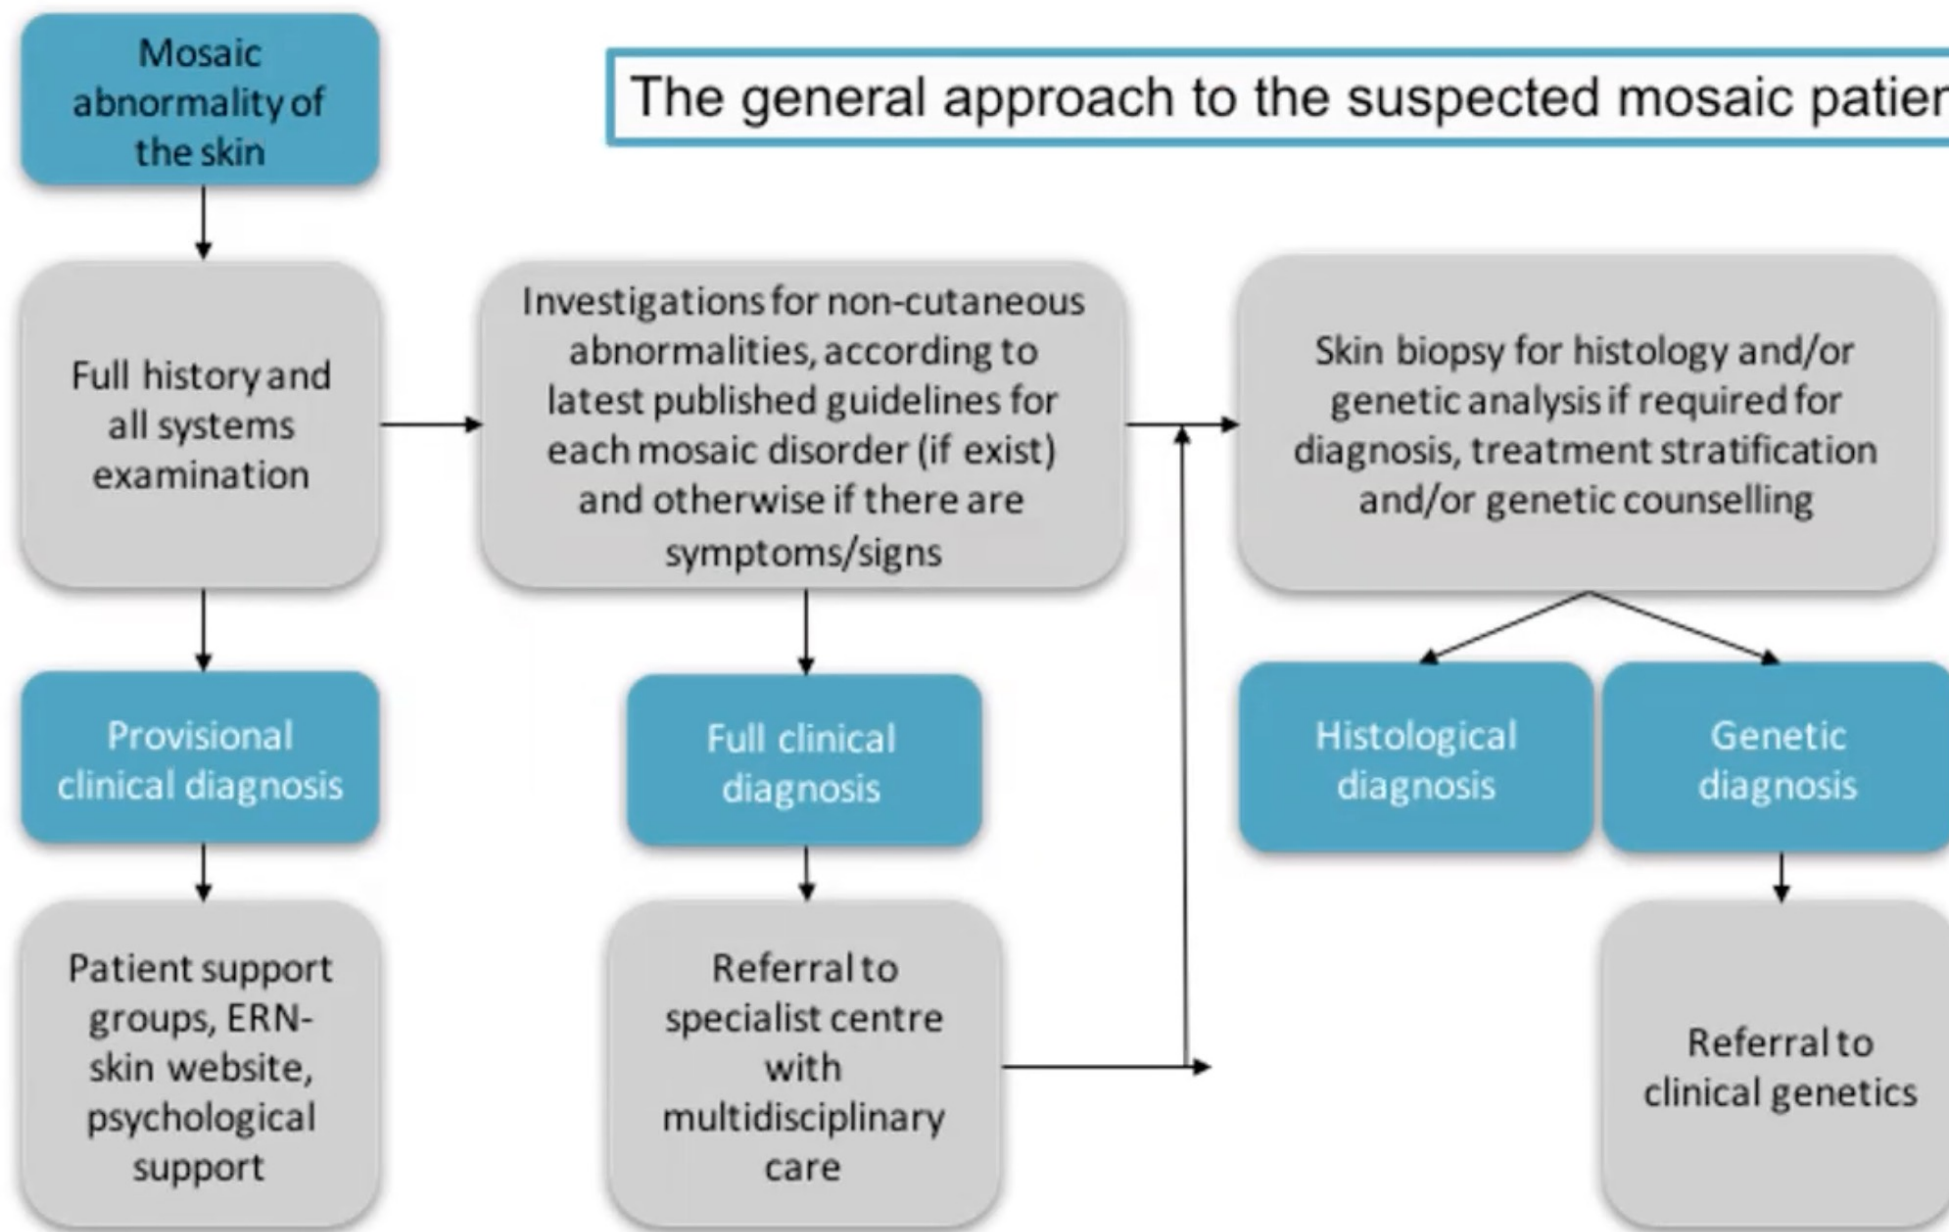 Mosaic
abnormality of
the skin
The general approach to the suspected mosaic
Full history and
all systems
examination
Investigations for non-cutaneous
abnormalities, according to
latest published guidelines for
each mosaic disorder (if exist)
and otherwise if there are
symptoms/signs
Skin biopsy for histology and/or
genetic analysis if required for
diagnosis, treatment stratification
and/or genetic counselling
Provisional
clinical diagnosis
Full clinical
diagnosis
Histological
diagnosis
Genetic
diagnosis
Patient support
groups, ERN-
skin website,
psychological
support
Referral to
specialist centre
with
multidisciplinary
care
Referral to
clinical genetics